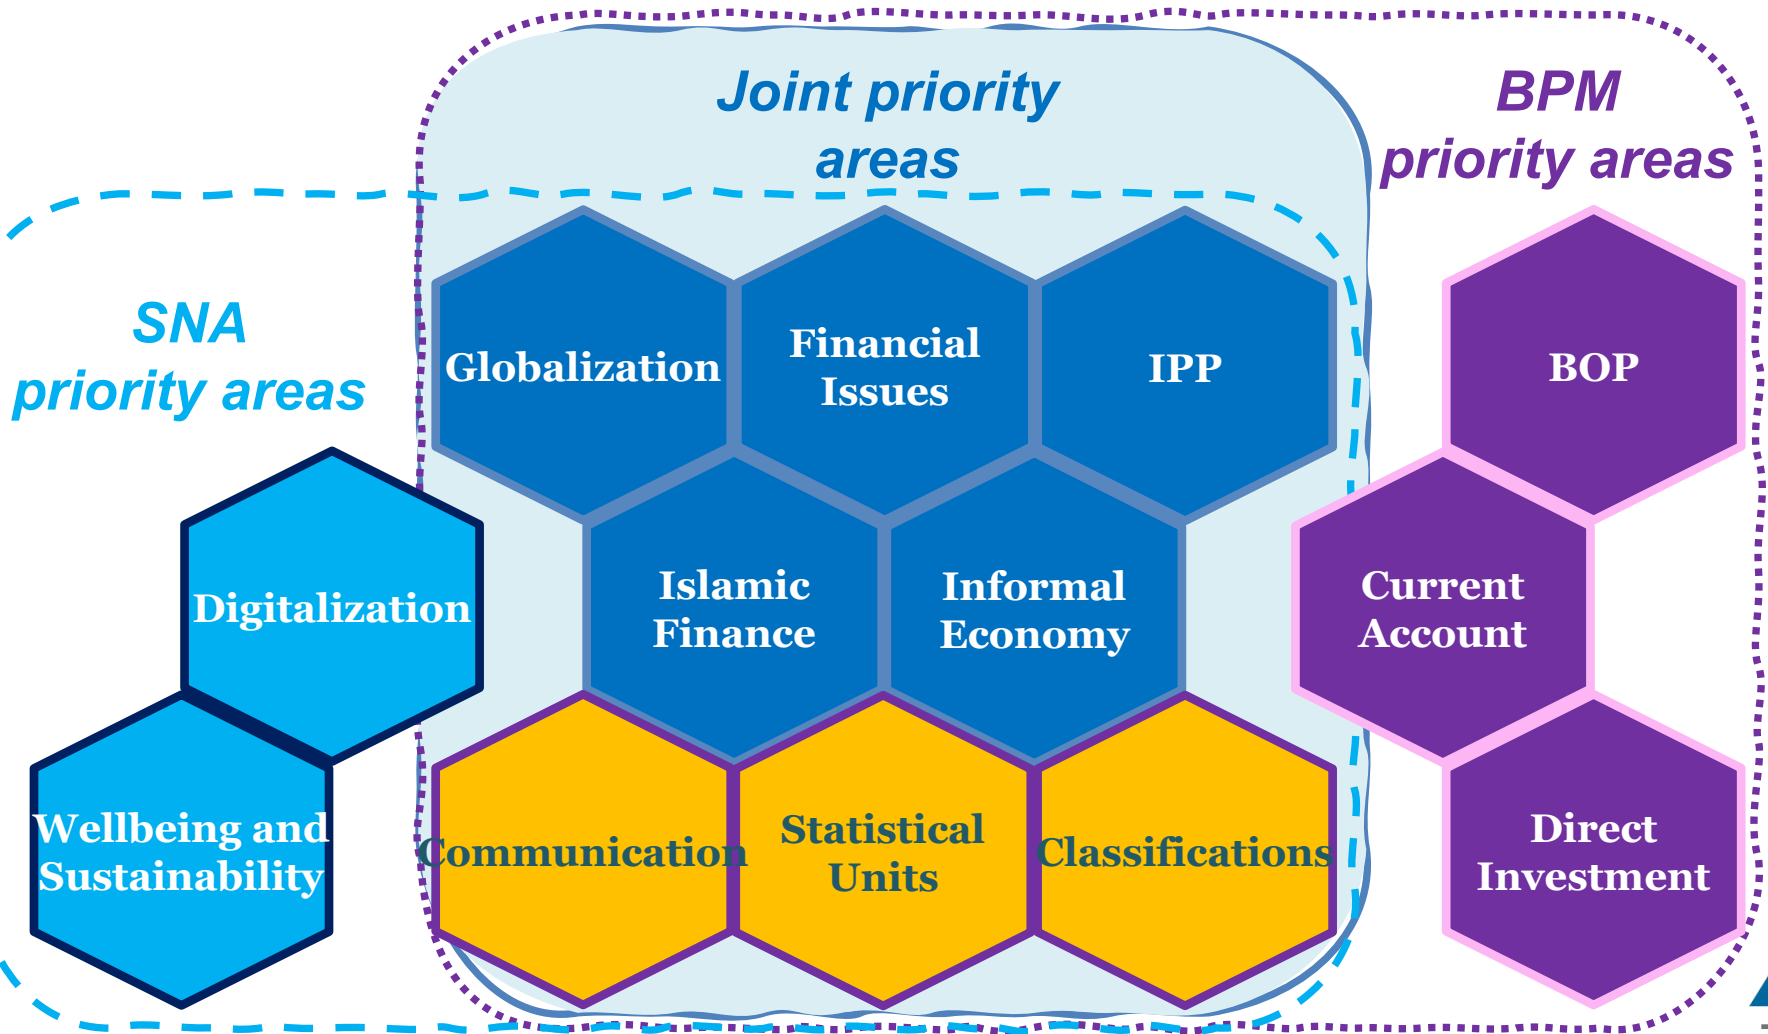 Joint priority
areas
BPM
priority areas
SNA
priority areas
Globalization
Financial
Issues
IPP
BOP
Digitalization
Islamic
Finance
Informal
Economy
Current
Account
Wellbeing and
Sustainability
Communication
Statistical
Units
Classifications
Direct
Investment